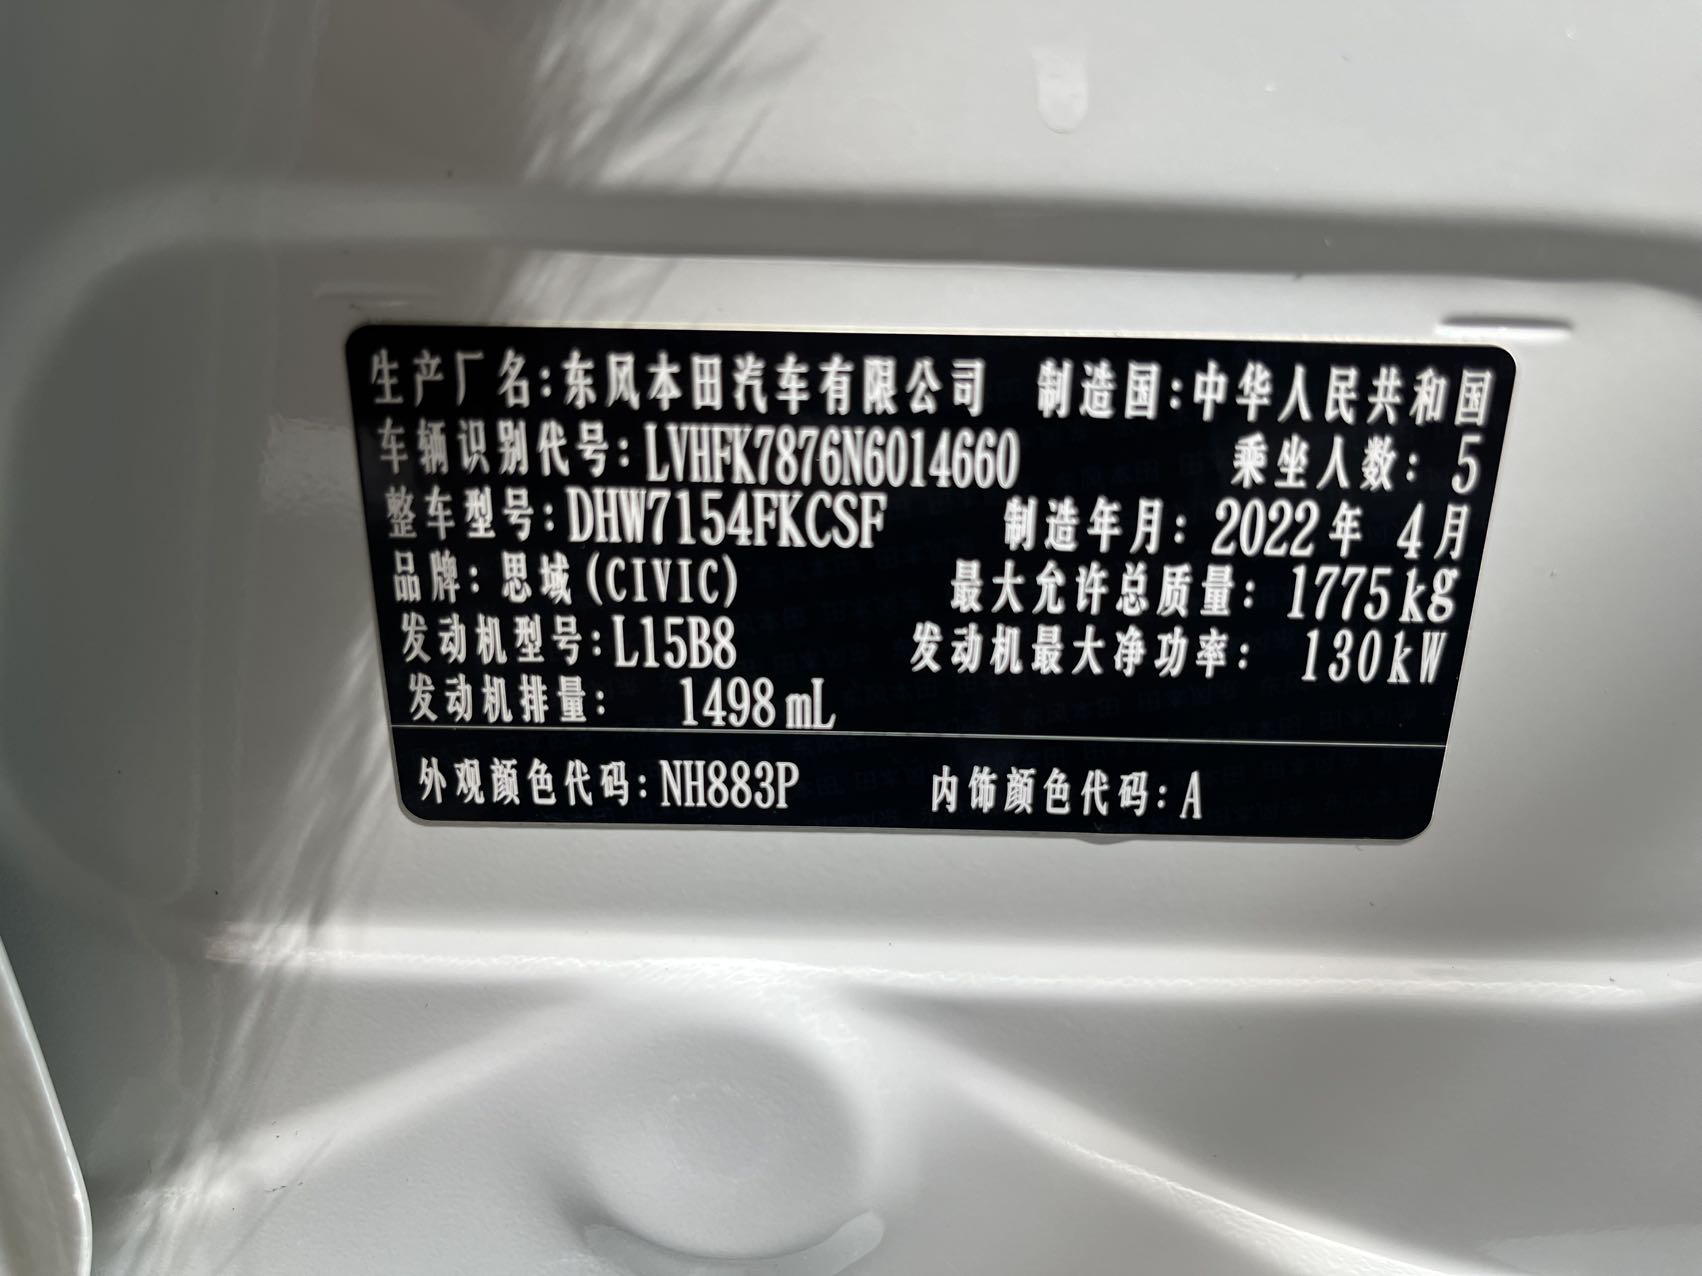 生产厂名:东风本田汽车有限公司 制造国:中华人民共和国
车辆识别代号:LVHFK7876N6014660 乘坐人数: 5
整车型号:DHW7154FKCSF 制造年月: 2022年 4月
品牌: 思域(CIVIC) 最大允许总质量: 1775kg
发动机型号:L15B8 发动机最大净功率: 130kW
发动机排量: 1498mL
外观颜色代码:NH883P 内饰颜色代码:A